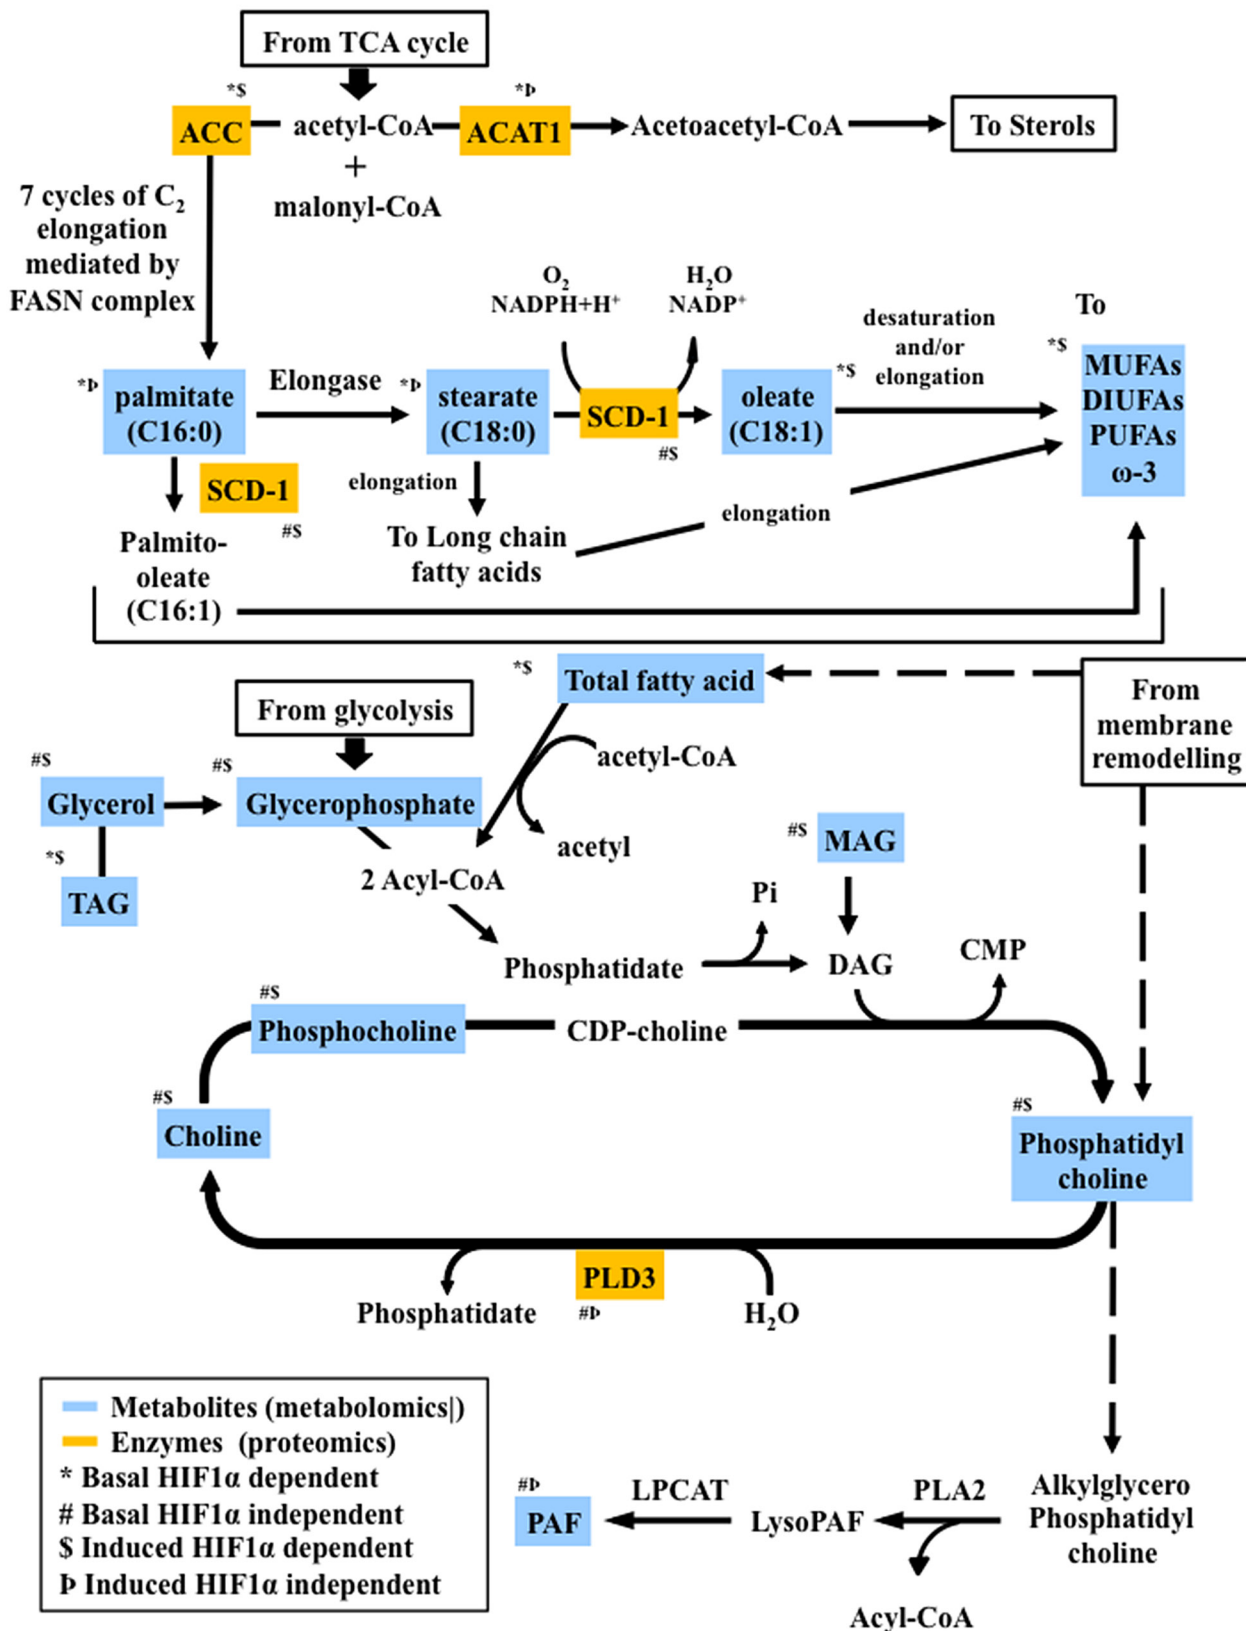 From TCA cycle
*$
*Þ
ACC
acetyl-CoA
ACAT1
Acetoacetyl-CoA
To Sterols
+
malonyl-CoA
7 cycles of C₂
elongation
mediated by
FASN complex
O₂
NADPH+H⁺
H₂O
NADP⁺
desaturation
and/or
elongation
To
*$
MUFAs
DIUFAs
PUFAs
ω-3
*Þ
palmitate
(C16:0)
Elongase
*Þ
stearate
(C18:0)
SCD-1
#$
*$
oleate
(C18:1)
SCD-1
#$
elongation
elongation
To Long chain
fatty acids
Palmito-
oleate
(C16:1)
*$
Total fatty acid
From
membrane
remodelling
From glycolysis
#$
Glycerol
#$
Glycerophosphate
acetyl-CoA
acetyl
*$
TAG
2 Acyl-CoA
#$
MAG
Pi
Phosphatidate
DAG
CMP
#$
Phosphocholine
CDP-choline
#$
Choline
#$
Phosphatidyl
choline
PLD3
#Þ
Phosphatidate
H₂O
Metabolites (metabolomics|)
Enzymes (proteomics)
* Basal HIF1α dependent
# Basal HIF1α independent
$ Induced HIF1α dependent
Þ Induced HIF1α independent
#Þ
PAF
LPCAT
LysoPAF
PLA2
Alkylglycero
Phosphatidyl
choline
Acyl-CoA